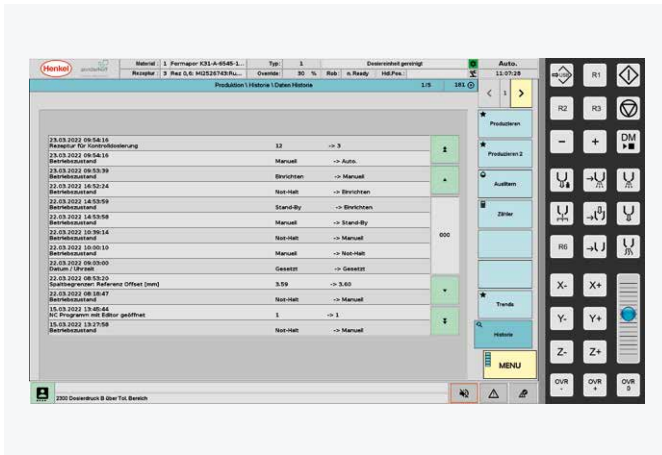 Henkel
Material : 1 Permapor K31-A-6545-1... Typ: 1 Dosiereinheit gereinigt Auto.
Rezeptur : 3 Rez 0,6: MI2526743:Ru... Override: 30 % Rob: n. Ready Hd.Pos.: 11:07:28
Produktion \ Historie \ Daten Historie 1/5 181
1
23.03.2022 09:54:16
Rezeptur für Kontrolldosierung 12 -> 3
23.03.2022 09:54:16
Betriebszustand Manuell -> Auto.
23.03.2022 09:53:39
Betriebszustand Einrichten -> Manuell
22.03.2022 16:52:24
Betriebszustand Not-Halt -> Einrichten
22.03.2022 14:53:59
Betriebszustand Stand-By -> Einrichten
22.03.2022 14:53:58
Betriebszustand Manuell -> Stand-By
22.03.2022 10:39:14
Betriebszustand Not-Halt -> Manuell
22.03.2022 10:00:10
Betriebszustand Manuell -> Not-Halt
22.03.2022 09:03:00
Datum / Uhrzeit Gesetzt -> Gesetzt
22.03.2022 08:53:20
Spaltbegrenzer: Referenz Offset [mm] 3.59 -> 3.60
22.03.2022 08:18:47
Betriebszustand Not-Halt -> Manuell
15.03.2022 13:45:44
NC Programm mit Editor geöffnet 1 -> 1
15.03.2022 13:27:58
Betriebszustand Not-Halt -> Manuell
Produzieren
Produzieren 2
Auslitern
Zähler
Trends
Historie
MENU
2300 Dosierdruck B über Tol. Bereich
R1
R2 R3
- + DM
R6
X- X+
Y- Y+
Z- Z+
OVR - OVR + OVR 0